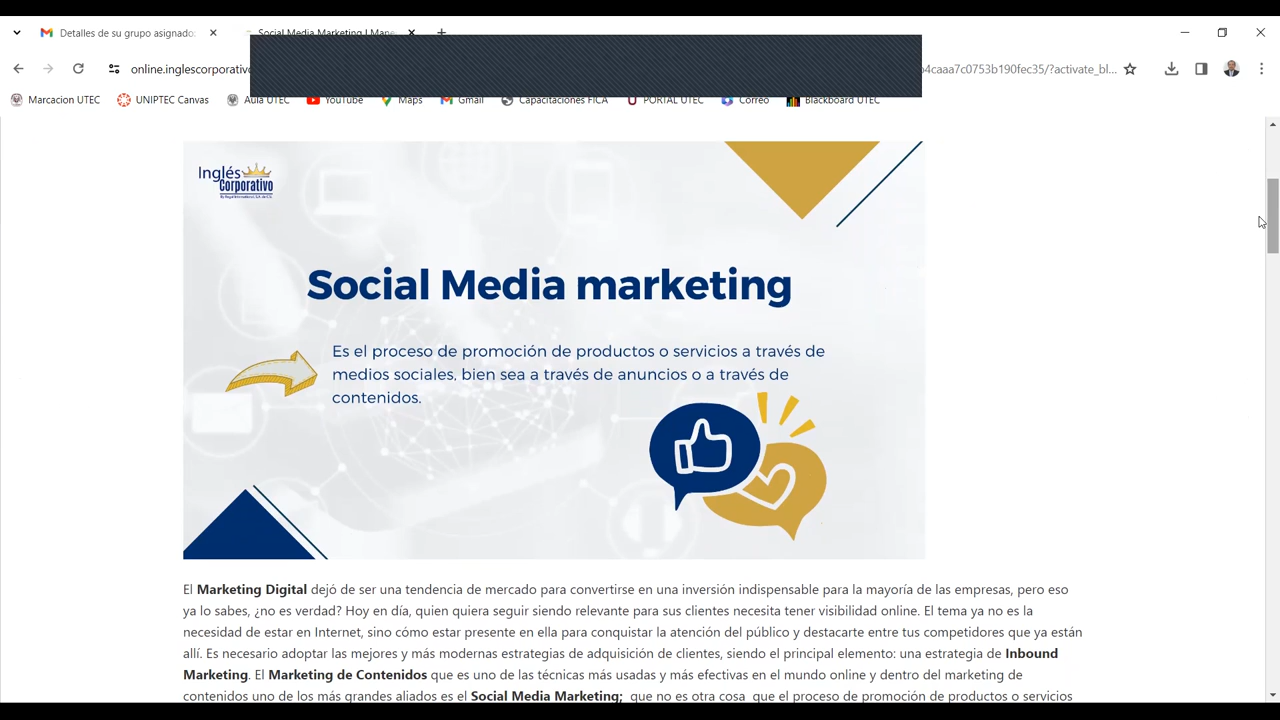 Detalles de su grupo asignado
Social Media Marketing | Mane
online.inglescorporativo
b4caaa7c0753b190fec35/?activate_bl...
Marcacion UTEC
UNIPTEC Canvas
Aula UTEC
YouTube
Maps
Gmail
Capacitaciones FICA
PORTAL UTEC
Correo
Blackboard UTEC
Inglés
Corporativo
Social Media marketing
Es el proceso de promoción de productos o servicios a través de
medios sociales, bien sea a través de anuncios o a través de
contenidos.
El Marketing Digital dejó de ser una tendencia de mercado para convertirse en una inversión indispensable para la mayoría de las empresas, pero eso
ya lo sabes, ¿no es verdad? Hoy en día, quien quiera seguir siendo relevante para sus clientes necesita tener visibilidad online. El tema ya no es la
necesidad de estar en Internet, sino cómo estar presente en ella para conquistar la atención del público y destacarte entre tus competidores que ya están
allí. Es necesario adoptar las mejores y más modernas estrategias de adquisición de clientes, siendo el principal elemento: una estrategia de Inbound
Marketing. El Marketing de Contenidos que es uno de las técnicas más usadas y más efectivas en el mundo online y dentro del marketing de
contenidos uno de los más grandes aliados es el Social Media Marketing; que no es otra cosa que el proceso de promoción de productos o servicios